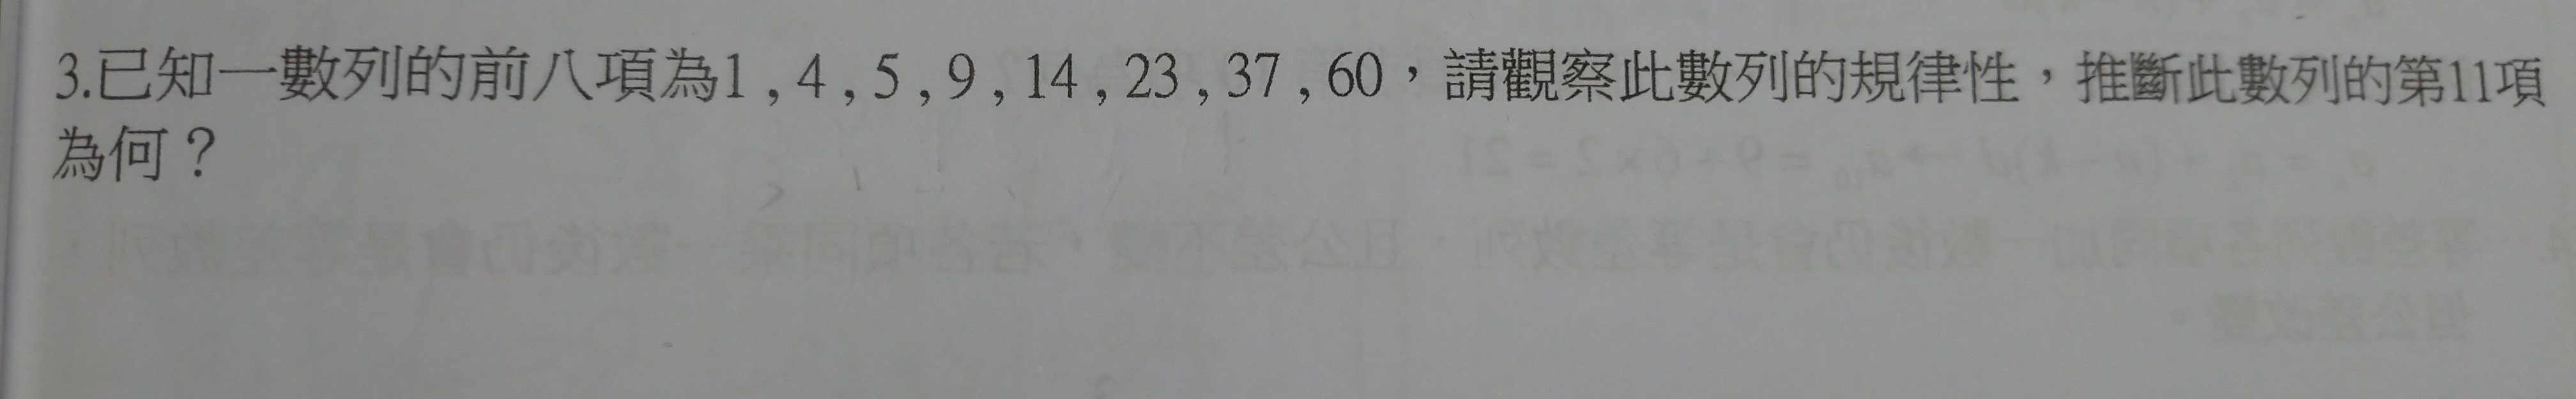 3.已知一數列的前八項為1 , 4 , 5 , 9 , 14 , 23 , 37 , 60，請觀察此數列的規律性，推斷此數列的第11項
為何？